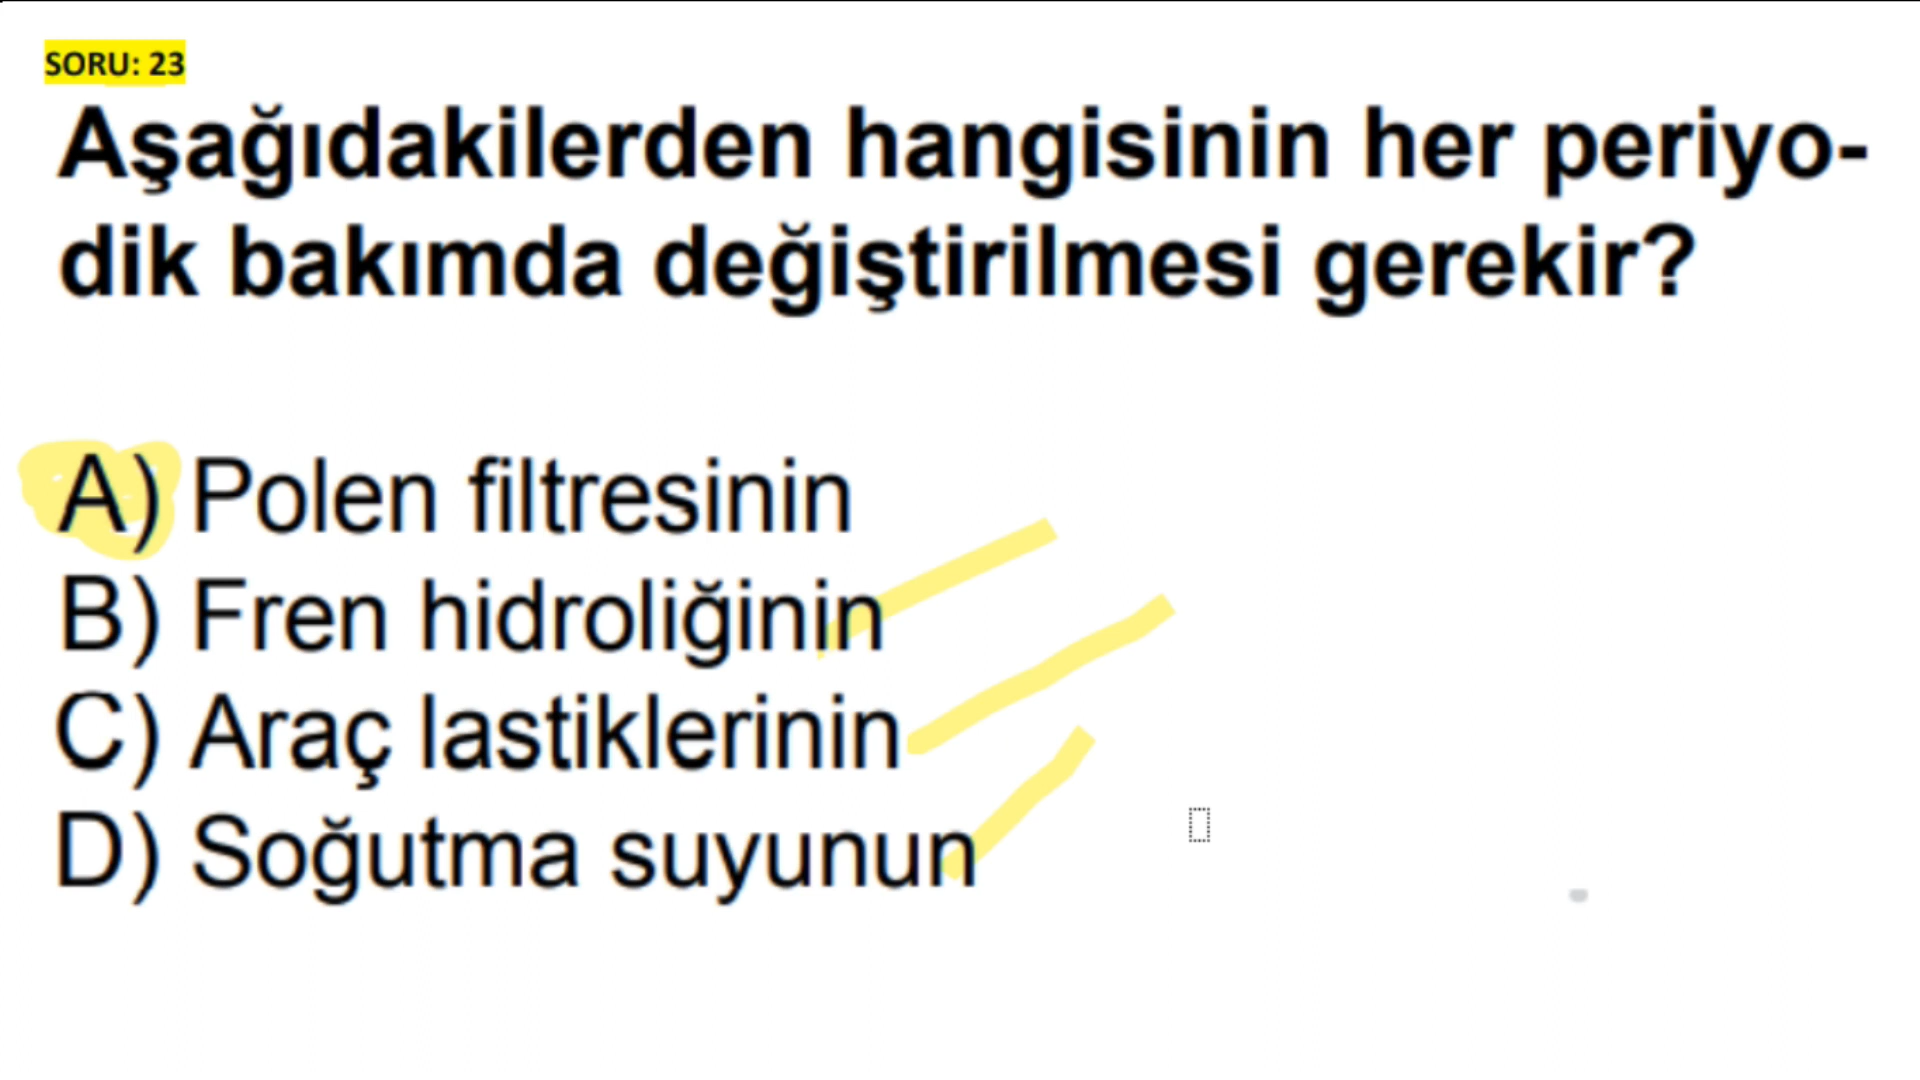 SORU: 23
Aşağıdakilerden hangisinin her periyo-
dik bakımda değiştirilmesi gerekir?
A) Polen filtresinin
B) Fren hidroliğinin
C) Araç lastiklerinin
D) Soğutma suyunun